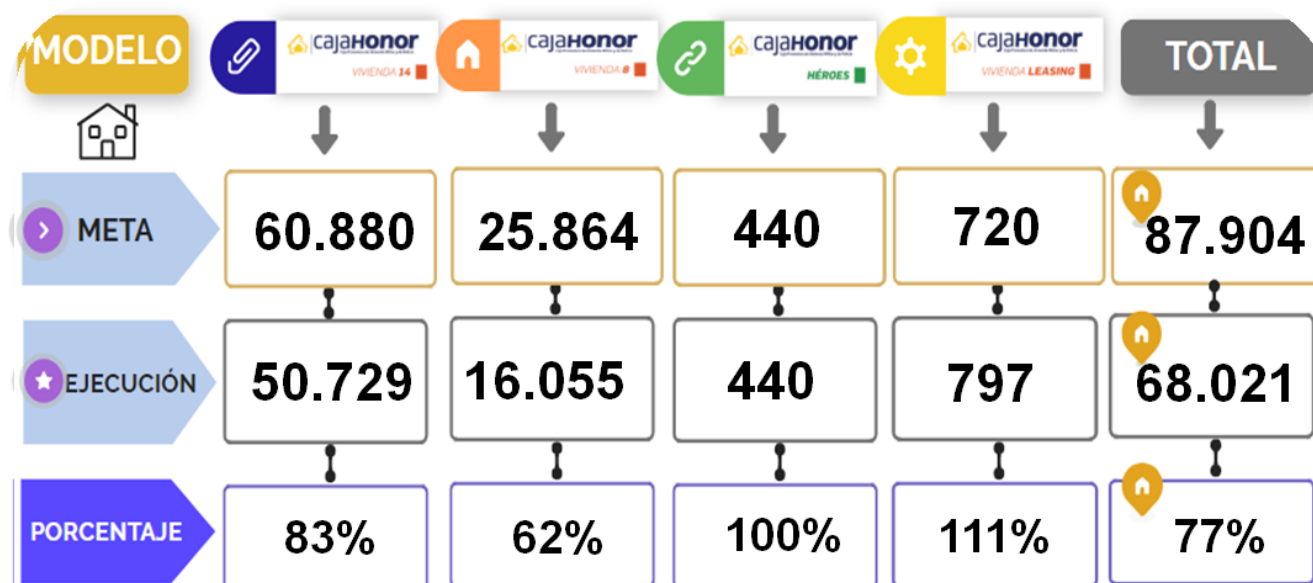 MODELO
CAJAHONOR
VIVIENDA 14
CAJAHONOR
VIVIENDA 8
CAJAHONOR
HÉROES
CAJAHONOR
VIVIENDA LEASING
TOTAL
META
60.880
25.864
440
720
87.904
EJECUCIÓN
50.729
16.055
440
797
68.021
PORCENTAJE
83%
62%
100%
111%
77%